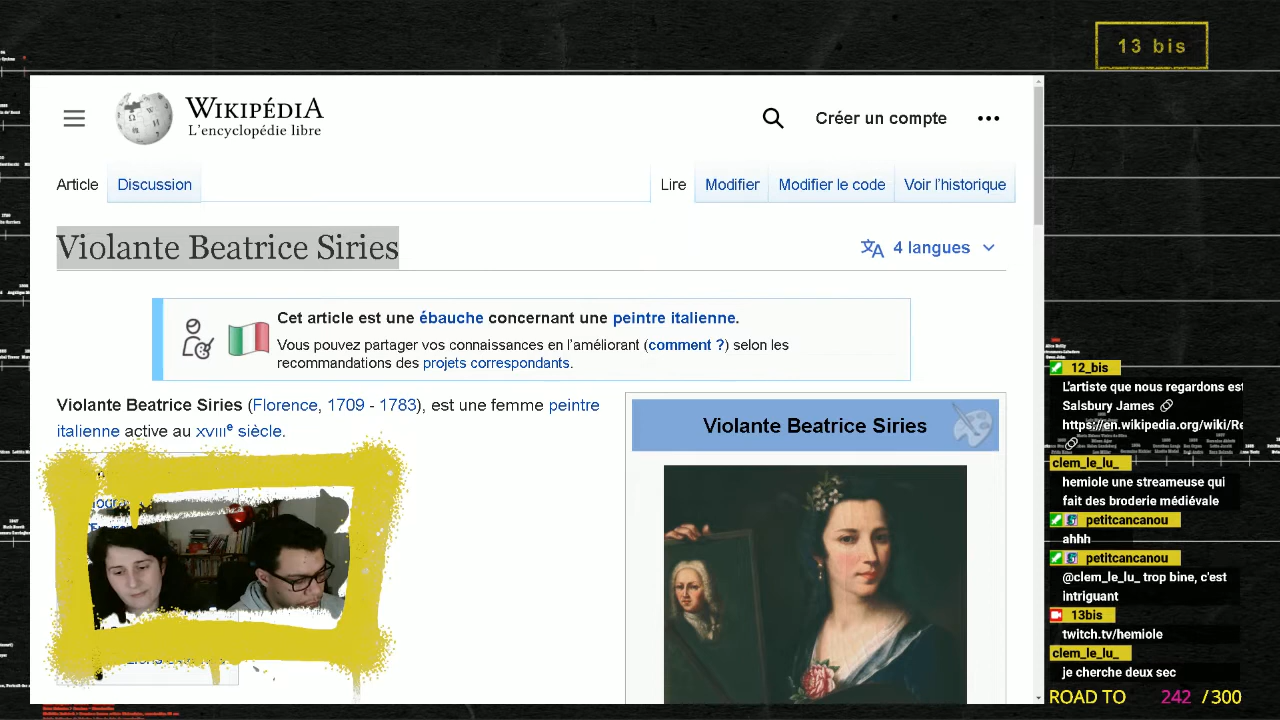 13 bis
WIKIPÉDIA
L'encyclopédie libre
Créer un compte
Article
Discussion
Lire
Modifier
Modifier le code
Voir l'historique
Violante Beatrice Siries
4 langues
Cet article est une ébauche concernant une peintre italienne.
Vous pouvez partager vos connaissances en l'améliorant (comment ?) selon les
recommandations des projets correspondants.
Violante Beatrice Siries (Florence, 1709 - 1783), est une femme peintre
italienne active au XVIIIe siècle.
Violante Beatrice Siries
12_bis
L'artiste que nous regardons est
Salsbury James
https://en.wikipedia.org/wiki/Re
clem_le_lu_
hemiole une streameuse qui
fait des broderie médiévale
petitcancanou
ahhh
petitcancanou
@clem_le_lu_ trop bine, c'est
intriguant
13bis
twitch.tv/hemiole
clem_le_lu_
je cherche deux sec
ROAD TO 242 /300